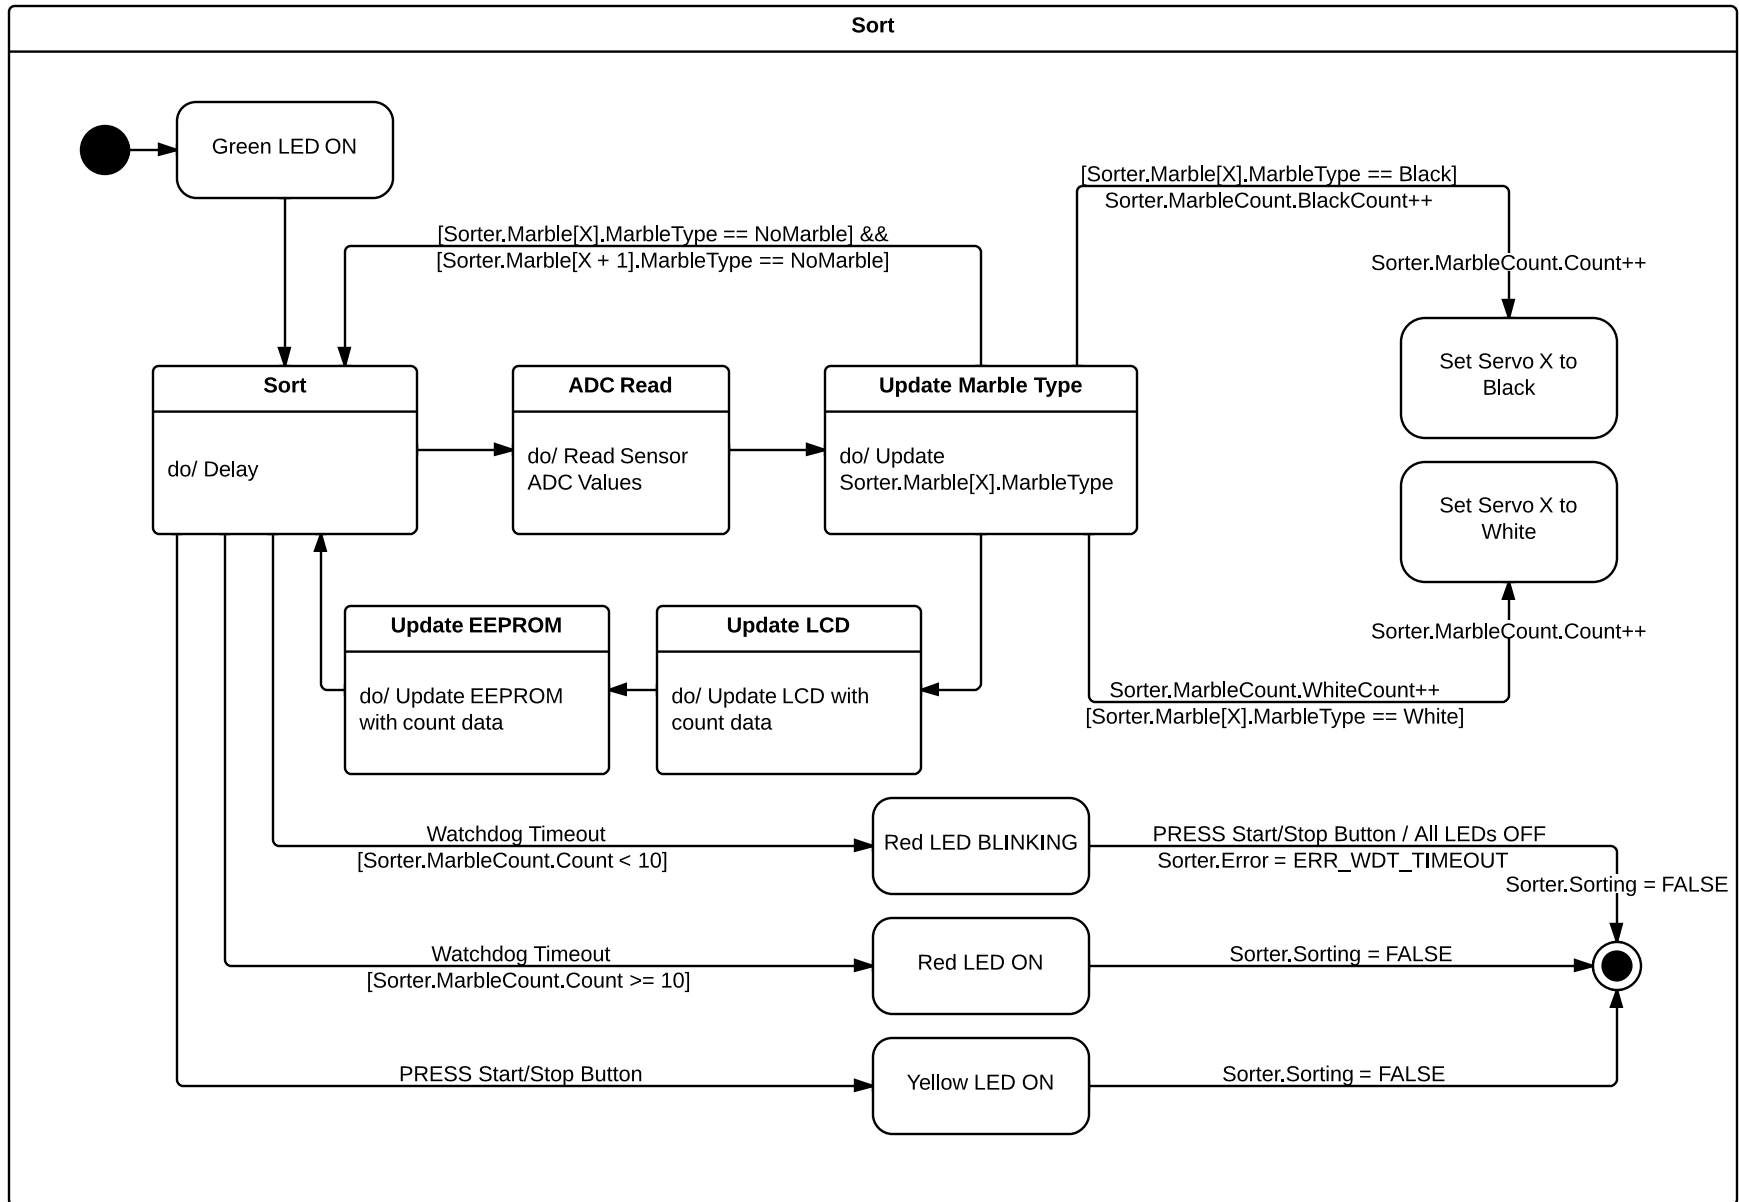 Sort
Green LED ON
[Sorter.Marble[X].MarbleType == Black]
Sorter.MarbleCount.BlackCount++
[Sorter.Marble[X].MarbleType == NoMarble] &&
[Sorter.Marble[X + 1].MarbleType == NoMarble]
Sorter.MarbleCount.Count++
Set Servo X to
Black
Sort
do/ Delay
ADC Read
do/ Read Sensor
ADC Values
Update Marble Type
do/ Update
Sorter.Marble[X].MarbleType
Set Servo X to
White
Sorter.MarbleCount.Count++
Update EEPROM
do/ Update EEPROM
with count data
Update LCD
do/ Update LCD with
count data
Sorter.MarbleCount.WhiteCount++
[Sorter.Marble[X].MarbleType == White]
Watchdog Timeout
[Sorter.MarbleCount.Count < 10]
Red LED BLINKING
PRESS Start/Stop Button / All LEDs OFF
Sorter.Error = ERR_WDT_TIMEOUT
Sorter.Sorting = FALSE
Watchdog Timeout
[Sorter.MarbleCount.Count >= 10]
Red LED ON
Sorter.Sorting = FALSE
PRESS Start/Stop Button
Yellow LED ON
Sorter.Sorting = FALSE